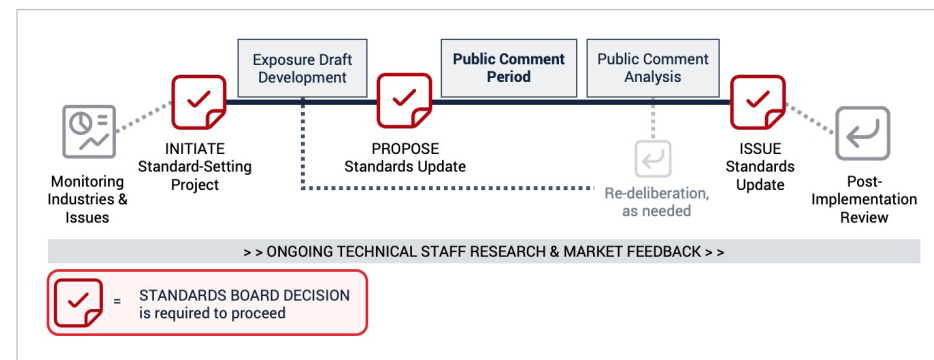 Exposure Draft
Development
Public Comment
Period
Public Comment
Analysis
INITIATE
Standard-Setting
Project
PROPOSE
Standards Update
ISSUE
Standards
Update
Monitoring
Industries &
Issues
Re-deliberation,
as needed
Post-
Implementation
Review
> > ONGOING TECHNICAL STAFF RESEARCH & MARKET FEEDBACK > >
= STANDARDS BOARD DECISION
is required to proceed